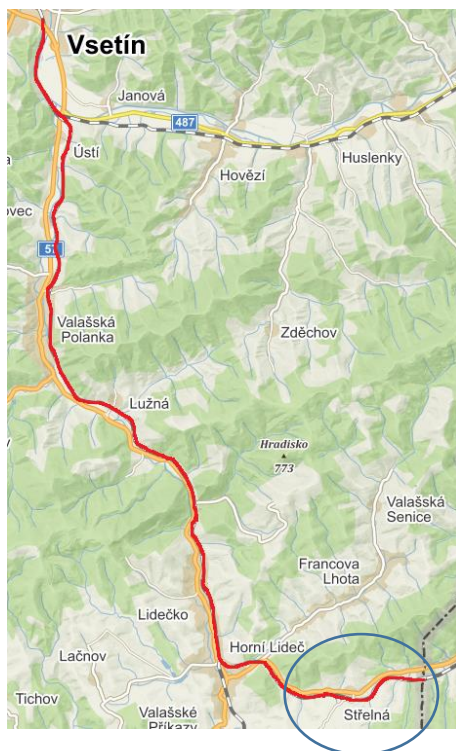 Vsetín
Janová
487
Ústí
Huslenky
Hovězí
ovec
57
Valašská
Polanka
Zděchov
Lužná
Hradisko
773
Valašská
Senice
Francova
Lhota
Lidečko
Horní Lideč
Lačnov
Střelná
Tichov
Valašské
Příkazy